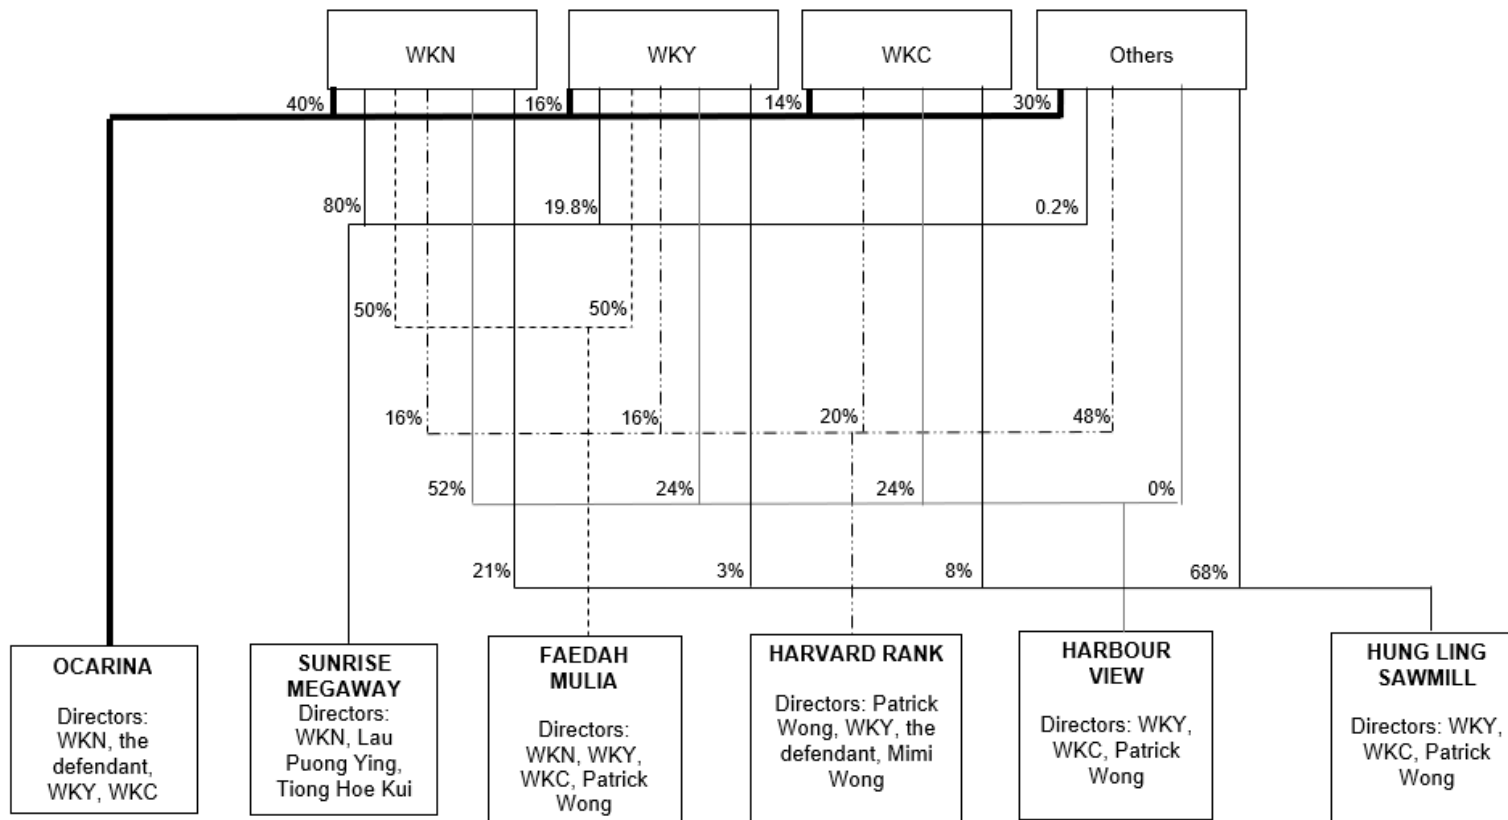 WKN
WKY
WKC
Others
40%
16%
14%
30%
80%
19.8%
0.2%
50%
50%
16%
16%
20%
48%
52%
24%
24%
0%
21%
3%
8%
68%
OCARINA
Directors:
WKN, the
defendant,
WKY, WKC
SUNRISE
MEGAWAY
Directors:
WKN, Lau
Puong Ying,
Tiong Hoe Kui
FAEDAH
MULIA
Directors:
WKN, WKY,
WKC, Patrick
Wong
HARVARD RANK
Directors: Patrick
Wong, WKY, the
defendant, Mimi
Wong
HARBOUR
VIEW
Directors: WKY,
WKC, Patrick
Wong
HUNG LING
SAWMILL
Directors: WKY,
WKC, Patrick
Wong